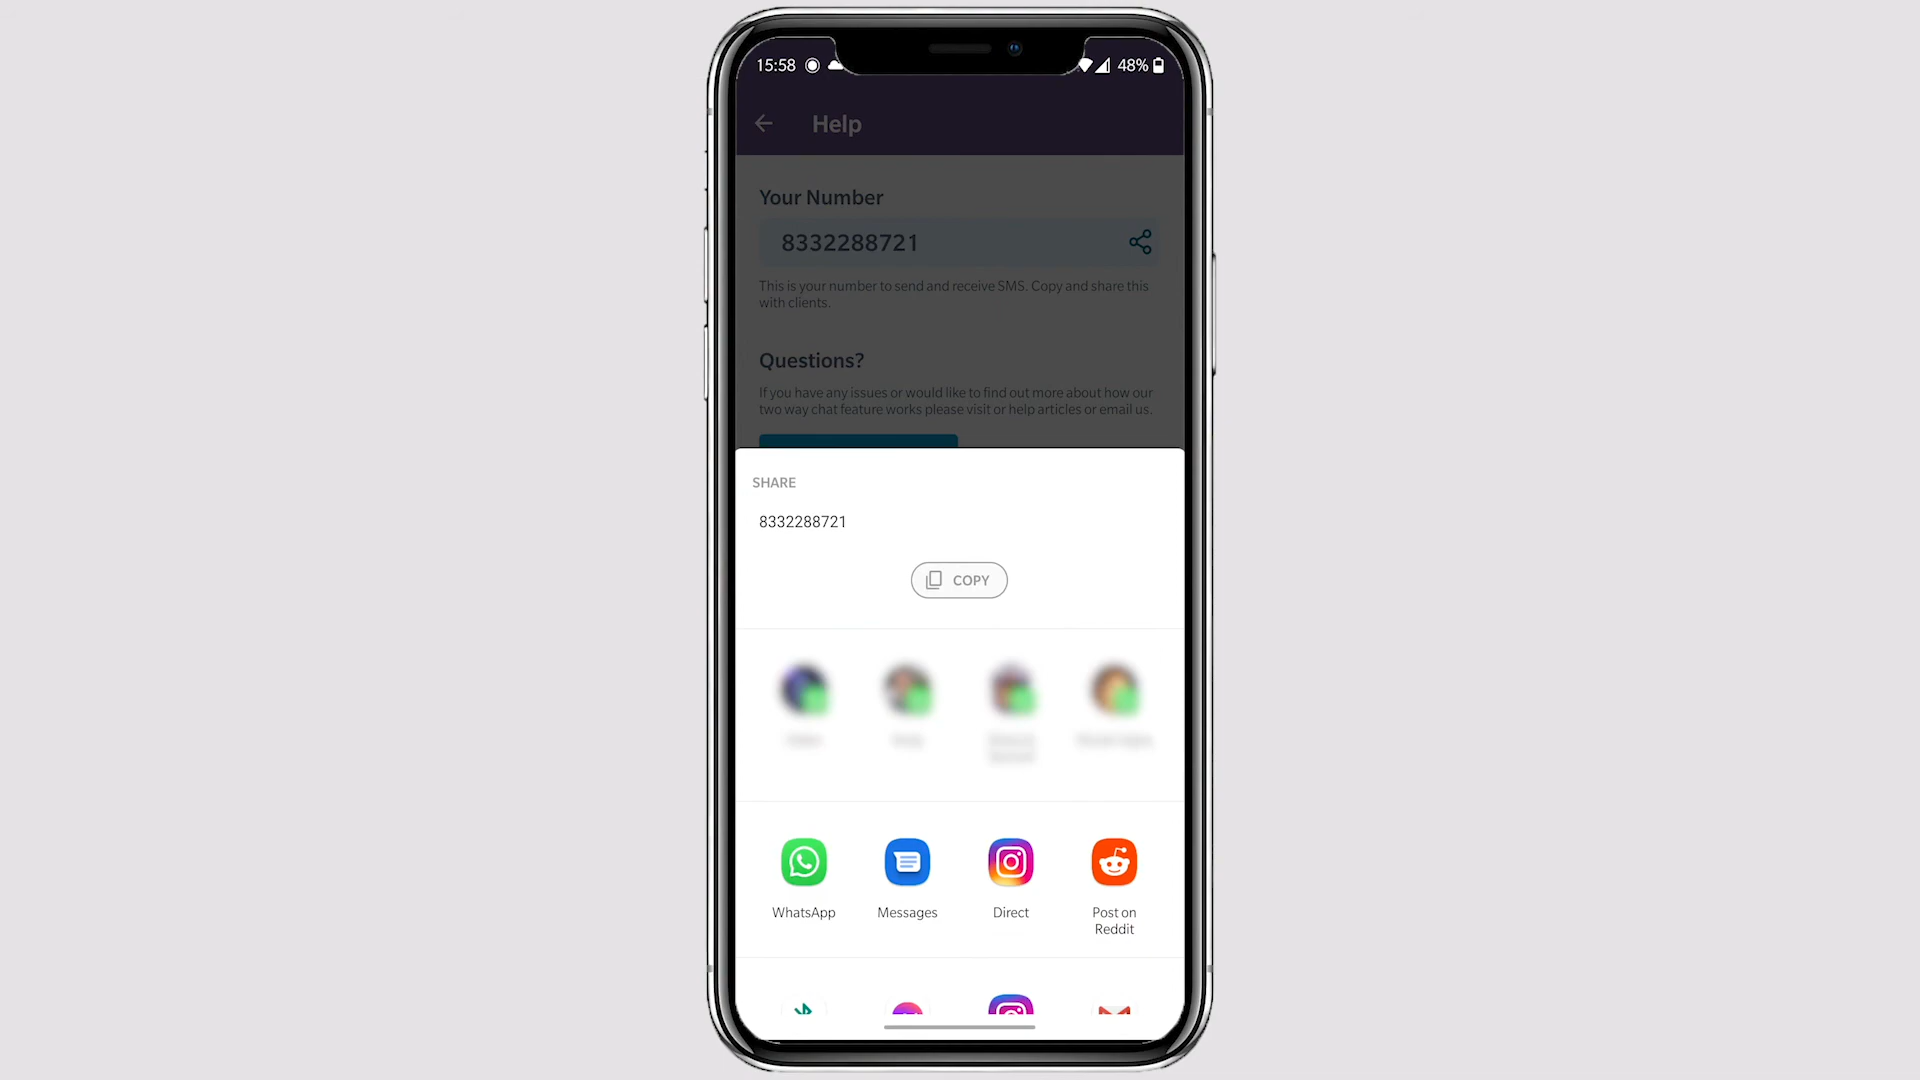 15:58
48%
Help
Your Number
8332288721
This is your number to send and receive SMS. Copy and share this
with clients.
Questions?
If you have any issues or would like to find out more about how our
two way chat feature works please visit or help articles or email us.
SHARE
8332288721
COPY
WhatsApp
Messages
Direct
Post on
Reddit